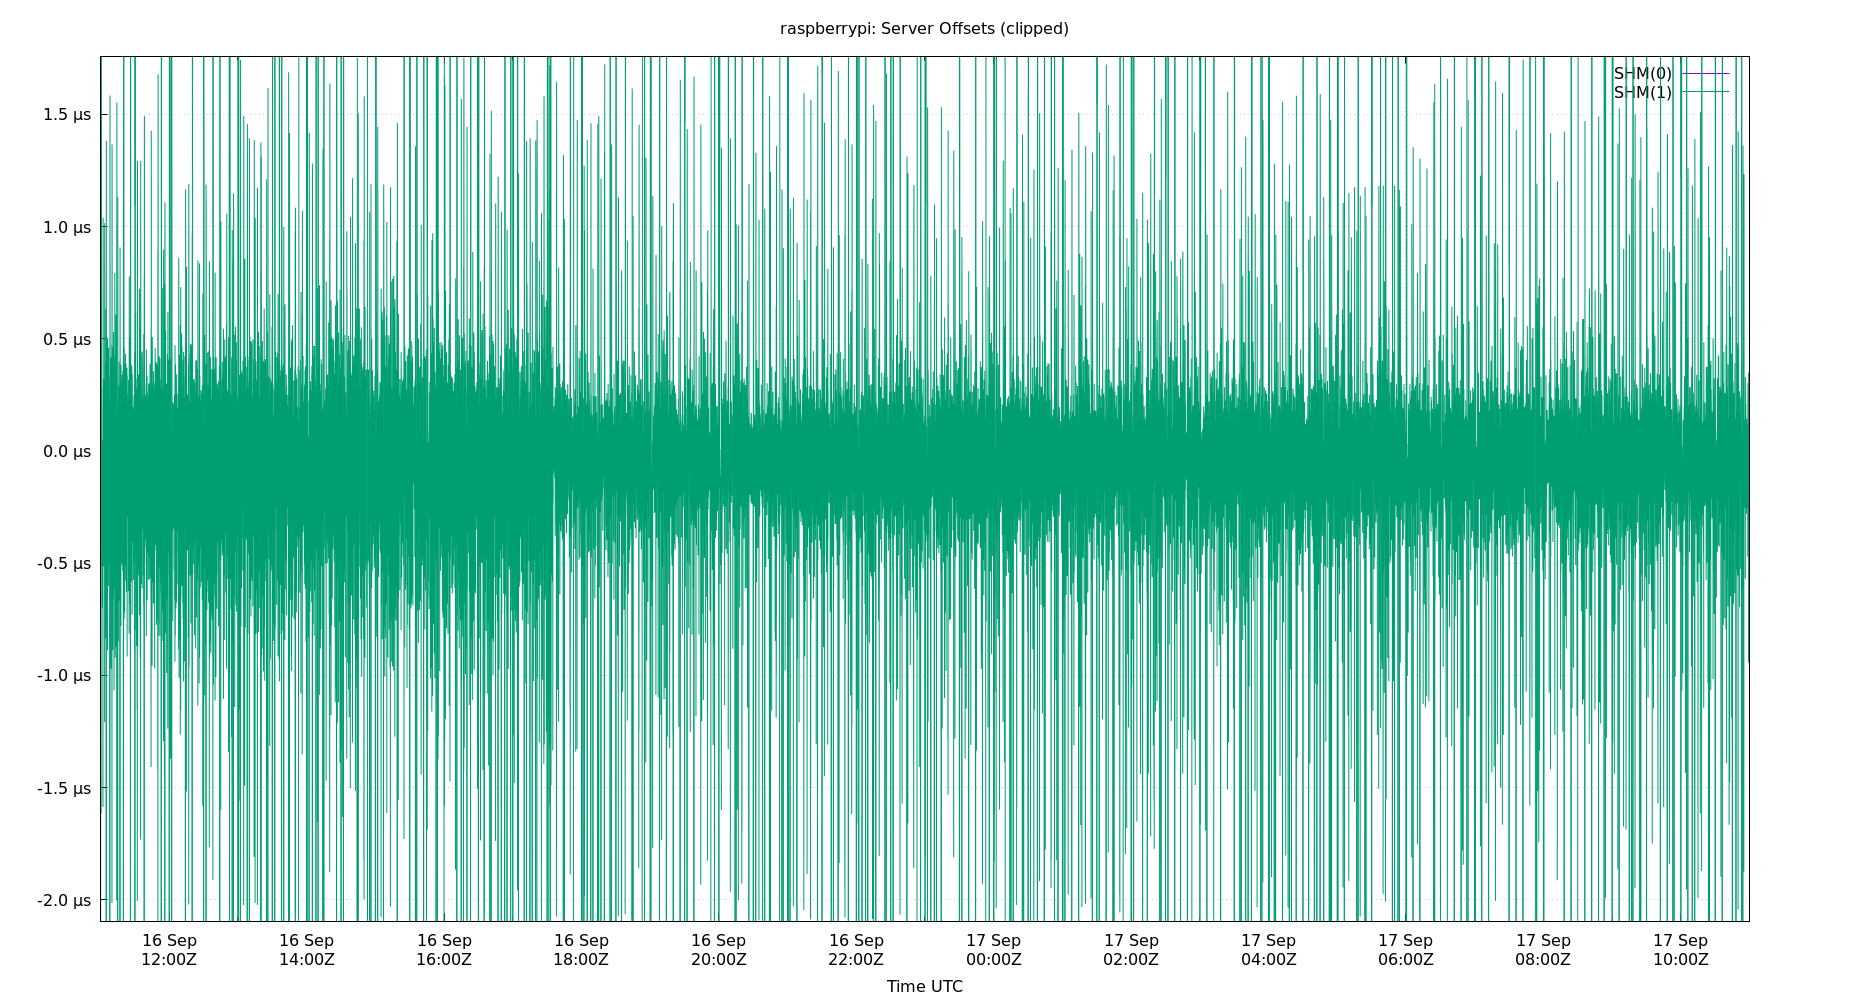 raspberrypi: Server Offsets (clipped)
SHM(0)
SHM(1)
1.5 µs
1.0 µs
0.5 µs
0.0 µs
-0.5 µs
-1.0 µs
-1.5 µs
-2.0 µs
16 Sep 16 Sep 16 Sep 16 Sep 16 Sep 16 Sep 17 Sep 17 Sep 17 Sep 17 Sep 17 Sep 17 Sep
12:00Z 14:00Z 16:00Z 18:00Z 20:00Z 22:00Z 00:00Z 02:00Z 04:00Z 06:00Z 08:00Z 10:00Z
Time UTC